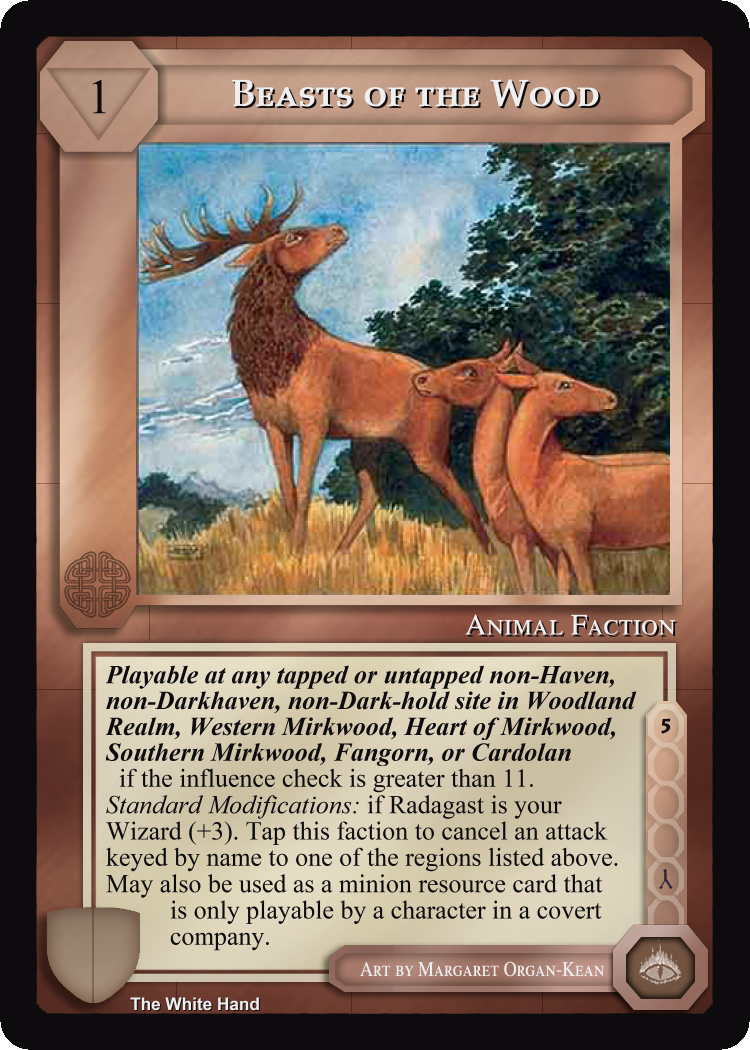 1
Beasts of the Wood
Animal Faction
Playable at any tapped or untapped non-Haven,
non-Darkhaven, non-Dark-hold site in Woodland
Realm, Western Mirkwood, Heart of Mirkwood,
Southern Mirkwood, Fangorn, or Cardolan
if the influence check is greater than 11.
Standard Modifications: if Radagast is your
Wizard (+3). Tap this faction to cancel an attack
keyed by name to one of the regions listed above.
May also be used as a minion resource card that
is only playable by a character in a covert
company.
5
Art by Margaret Organ-Kean
The White Hand